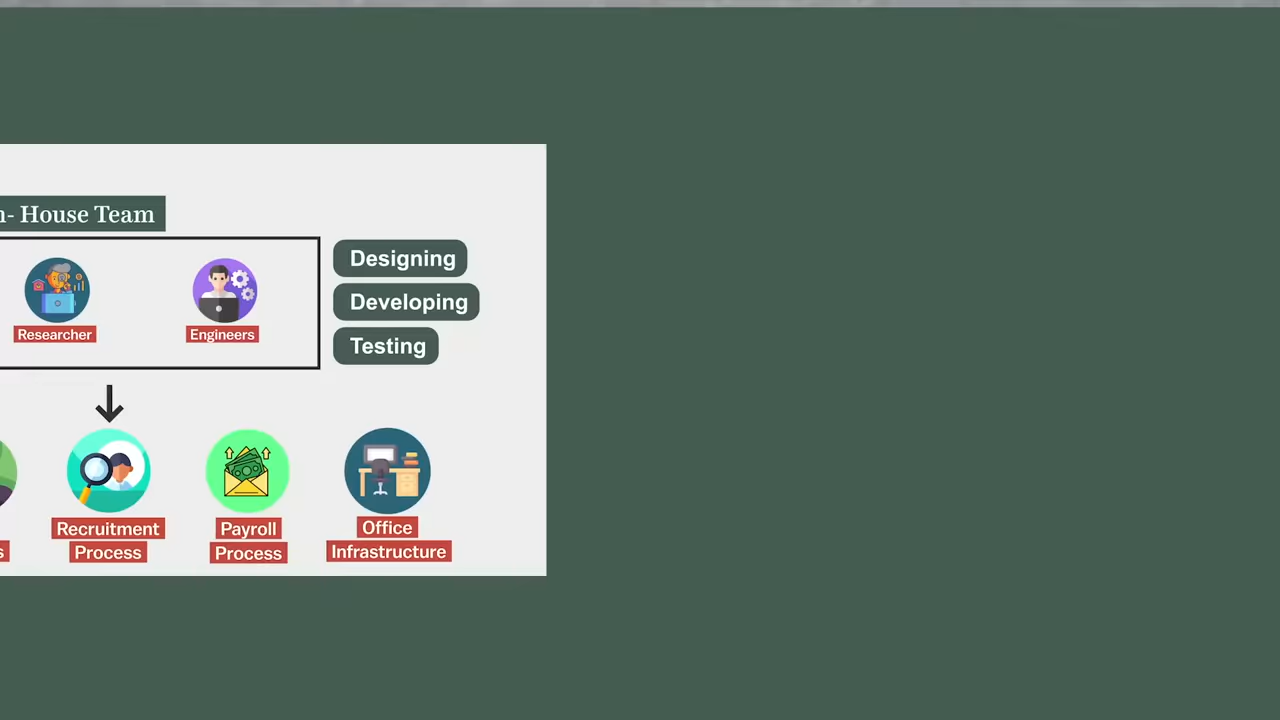 - House Team
Designing
Developing
Testing
Researcher
Engineers
Recruitment
Process
Payroll
Process
Office
Infrastructure